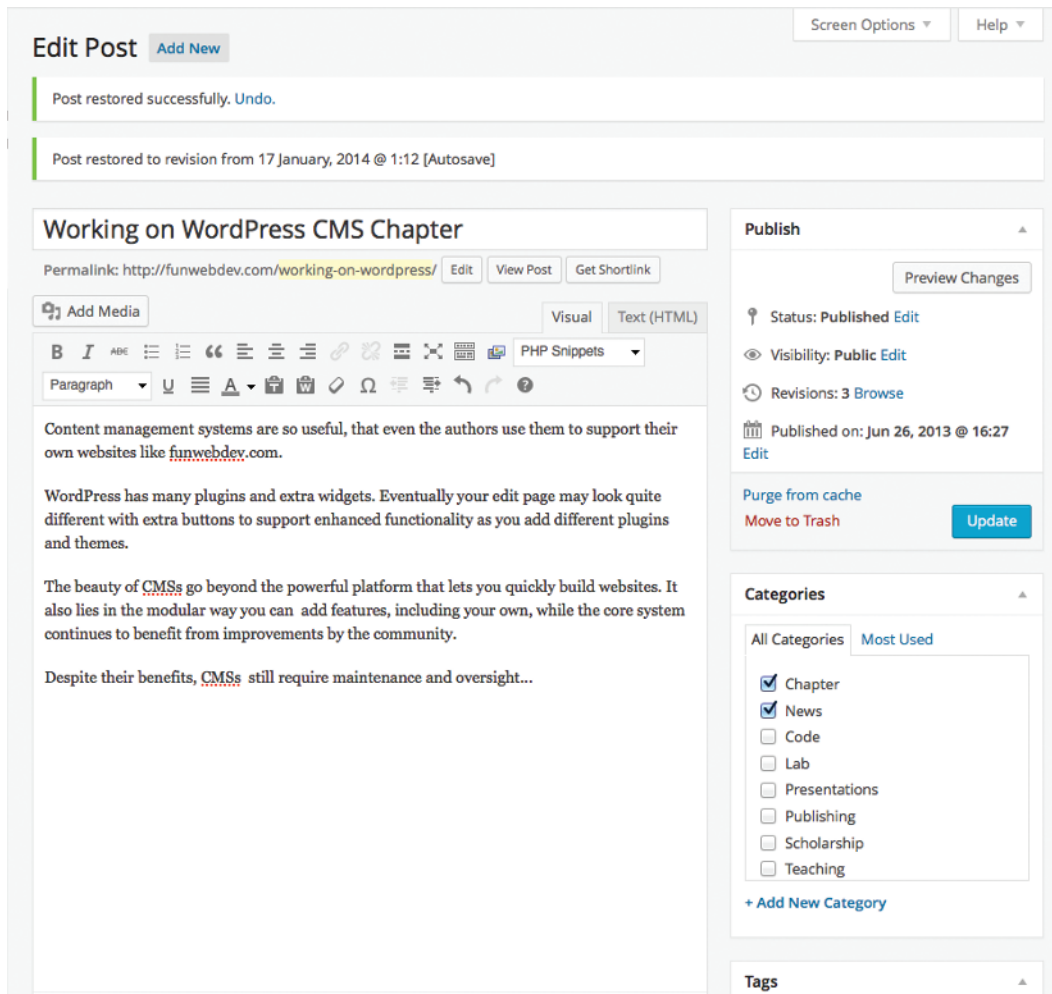 Screen Options ▼ Help ▼
Edit Post Add New
Post restored successfully. Undo.
Post restored to revision from 17 January, 2014 @ 1:12 [Autosave]
Working on WordPress CMS Chapter
Permalink: http://funwebdev.com/working-on-wordpress/ Edit View Post Get Shortlink
Add Media
Visual Text (HTML)
B I ABC PHP Snippets
Paragraph U A T W Ω ?
Content management systems are so useful, that even the authors use them to support their
own websites like funwebdev.com.
WordPress has many plugins and extra widgets. Eventually your edit page may look quite
different with extra buttons to support enhanced functionality as you add different plugins
and themes.
The beauty of CMSs go beyond the powerful platform that lets you quickly build websites. It
also lies in the modular way you can  add features, including your own, while the core system
continues to benefit from improvements by the community.
Despite their benefits, CMSs  still require maintenance and oversight...
Publish
Preview Changes
Status: Published Edit
Visibility: Public Edit
Revisions: 3 Browse
Published on: Jun 26, 2013 @ 16:27
Edit
Purge from cache
Move to Trash Update
Categories
All Categories Most Used
Chapter
News
Code
Lab
Presentations
Publishing
Scholarship
Teaching
+ Add New Category
Tags